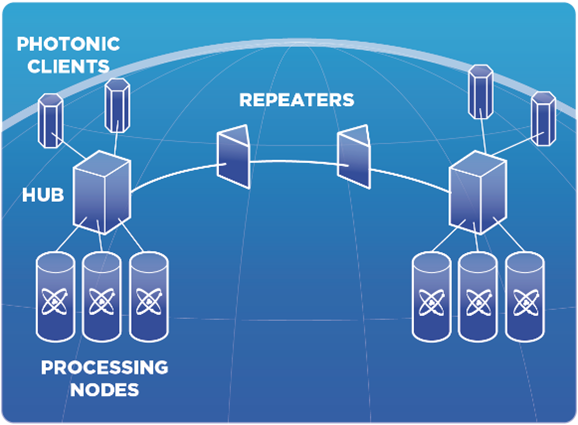 PHOTONIC
CLIENTS
REPEATERS
HUB
PROCESSING
NODES